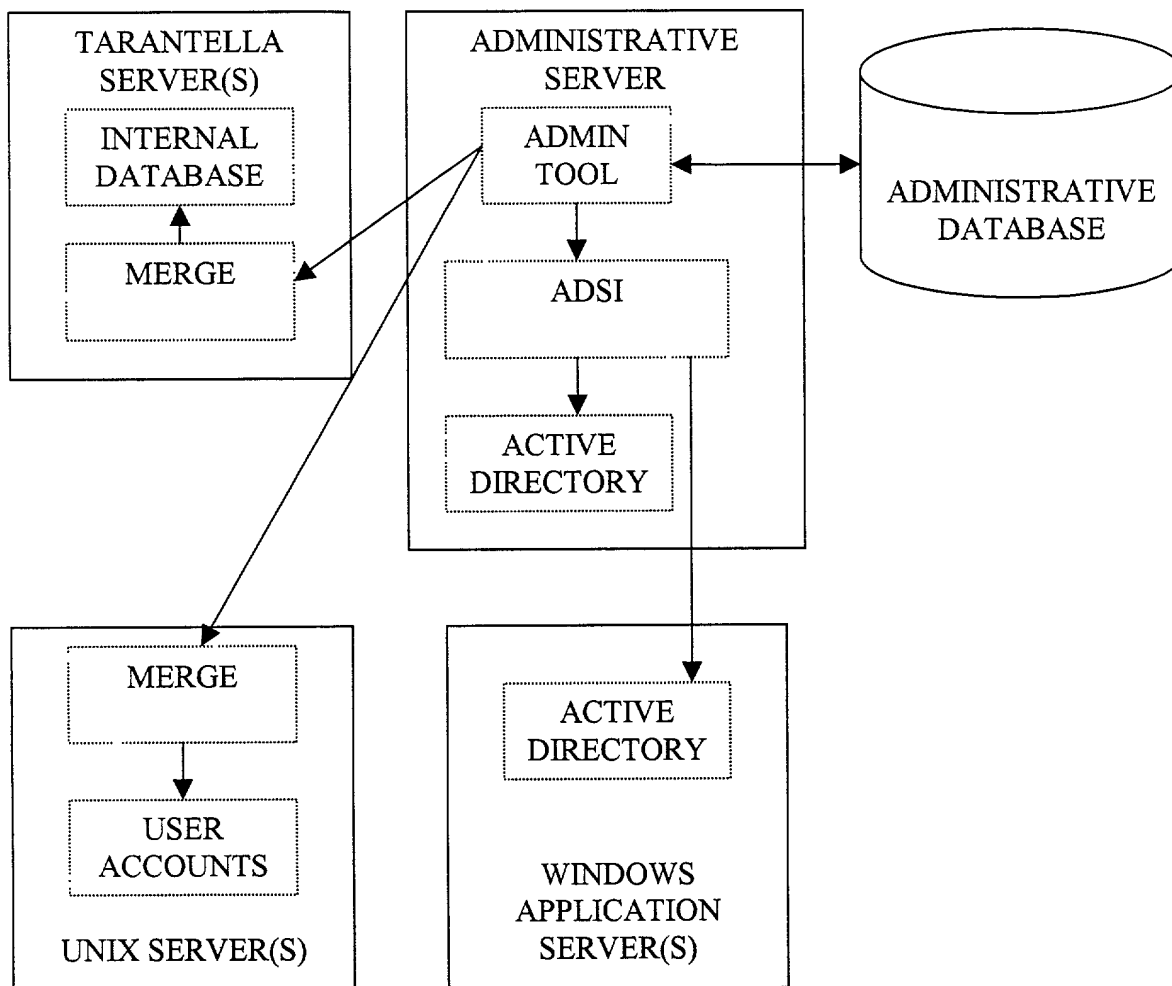 TARANTELLA
SERVER(S)
INTERNAL
DATABASE
MERGE
ADMINISTRATIVE
SERVER
ADMIN
TOOL
ADSI
ACTIVE
DIRECTORY
ADMINISTRATIVE
DATABASE
MERGE
USER
ACCOUNTS
UNIX SERVER(S)
ACTIVE
DIRECTORY
WINDOWS
APPLICATION
SERVER(S)